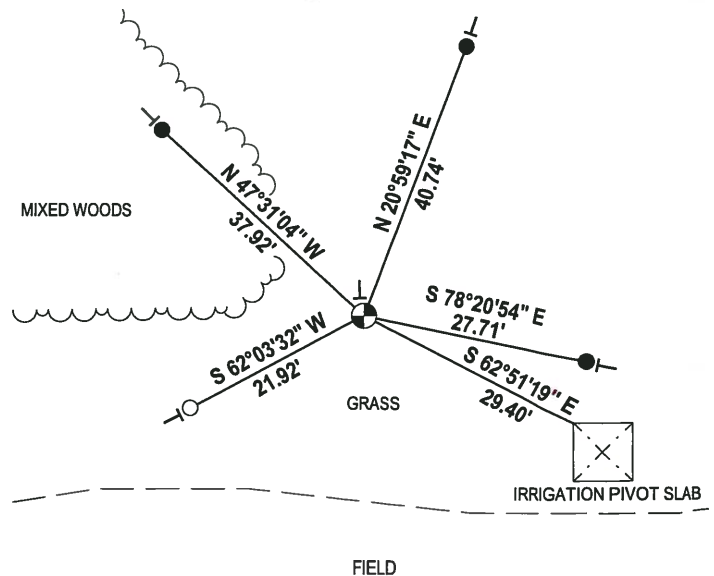 N 20°59'17" E
40.74'
N 47°31'04" W
37.92'
MIXED WOODS
S 78°20'54" E
27.71'
S 62°03'32" W
21.92'
S 62°51'19" E
29.40'
GRASS
IRRIGATION PIVOT SLAB
FIELD